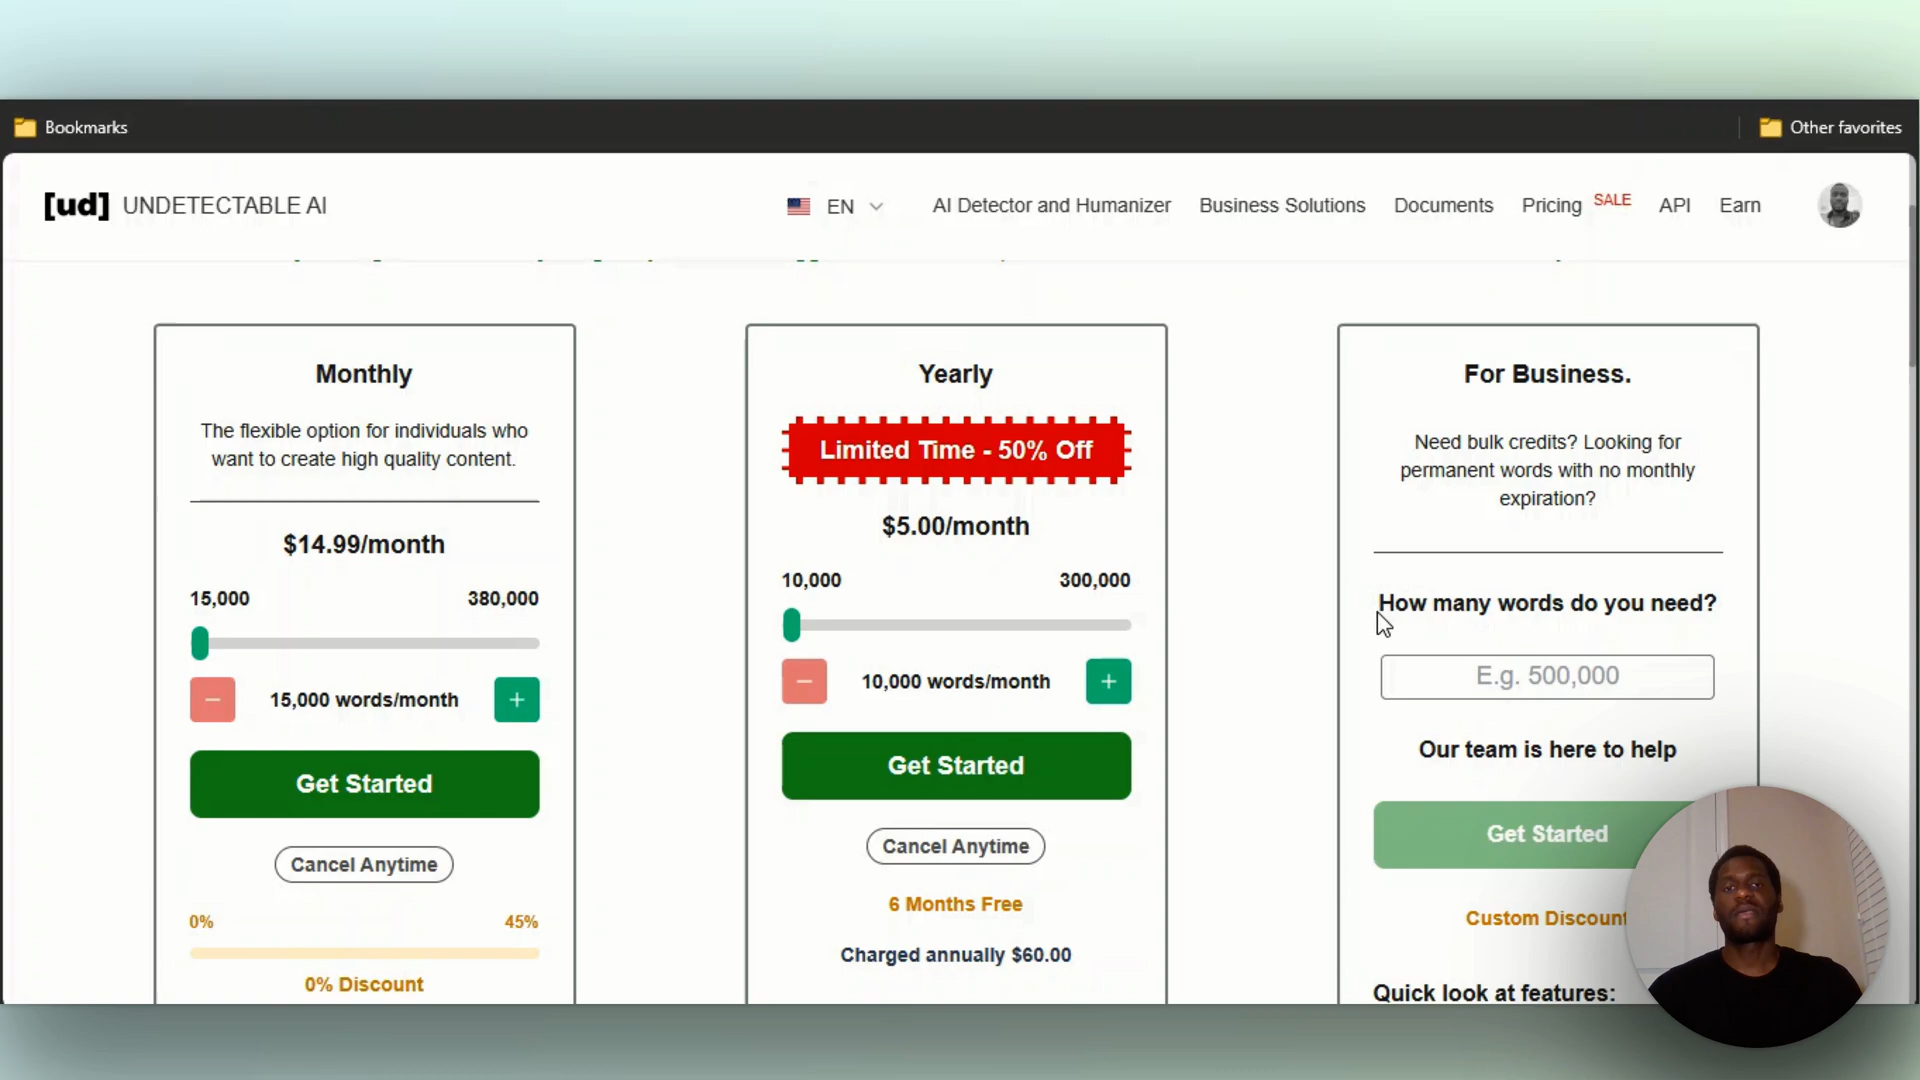 Bookmarks
Other favorites
[ud] UNDETECTABLE AI
EN
AI Detector and Humanizer
Business Solutions
Documents
Pricing SALE
API
Earn
Monthly
The flexible option for individuals who
want to create high quality content.
$14.99/month
15,000 380,000
15,000 words/month
Get Started
Cancel Anytime
0% 45%
0% Discount
Yearly
Limited Time - 50% Off
$5.00/month
10,000 300,000
10,000 words/month
Get Started
Cancel Anytime
6 Months Free
Charged annually $60.00
For Business.
Need bulk credits? Looking for
permanent words with no monthly
expiration?
How many words do you need?
E.g. 500,000
Our team is here to help
Get Started
Custom Discount
Quick look at features: